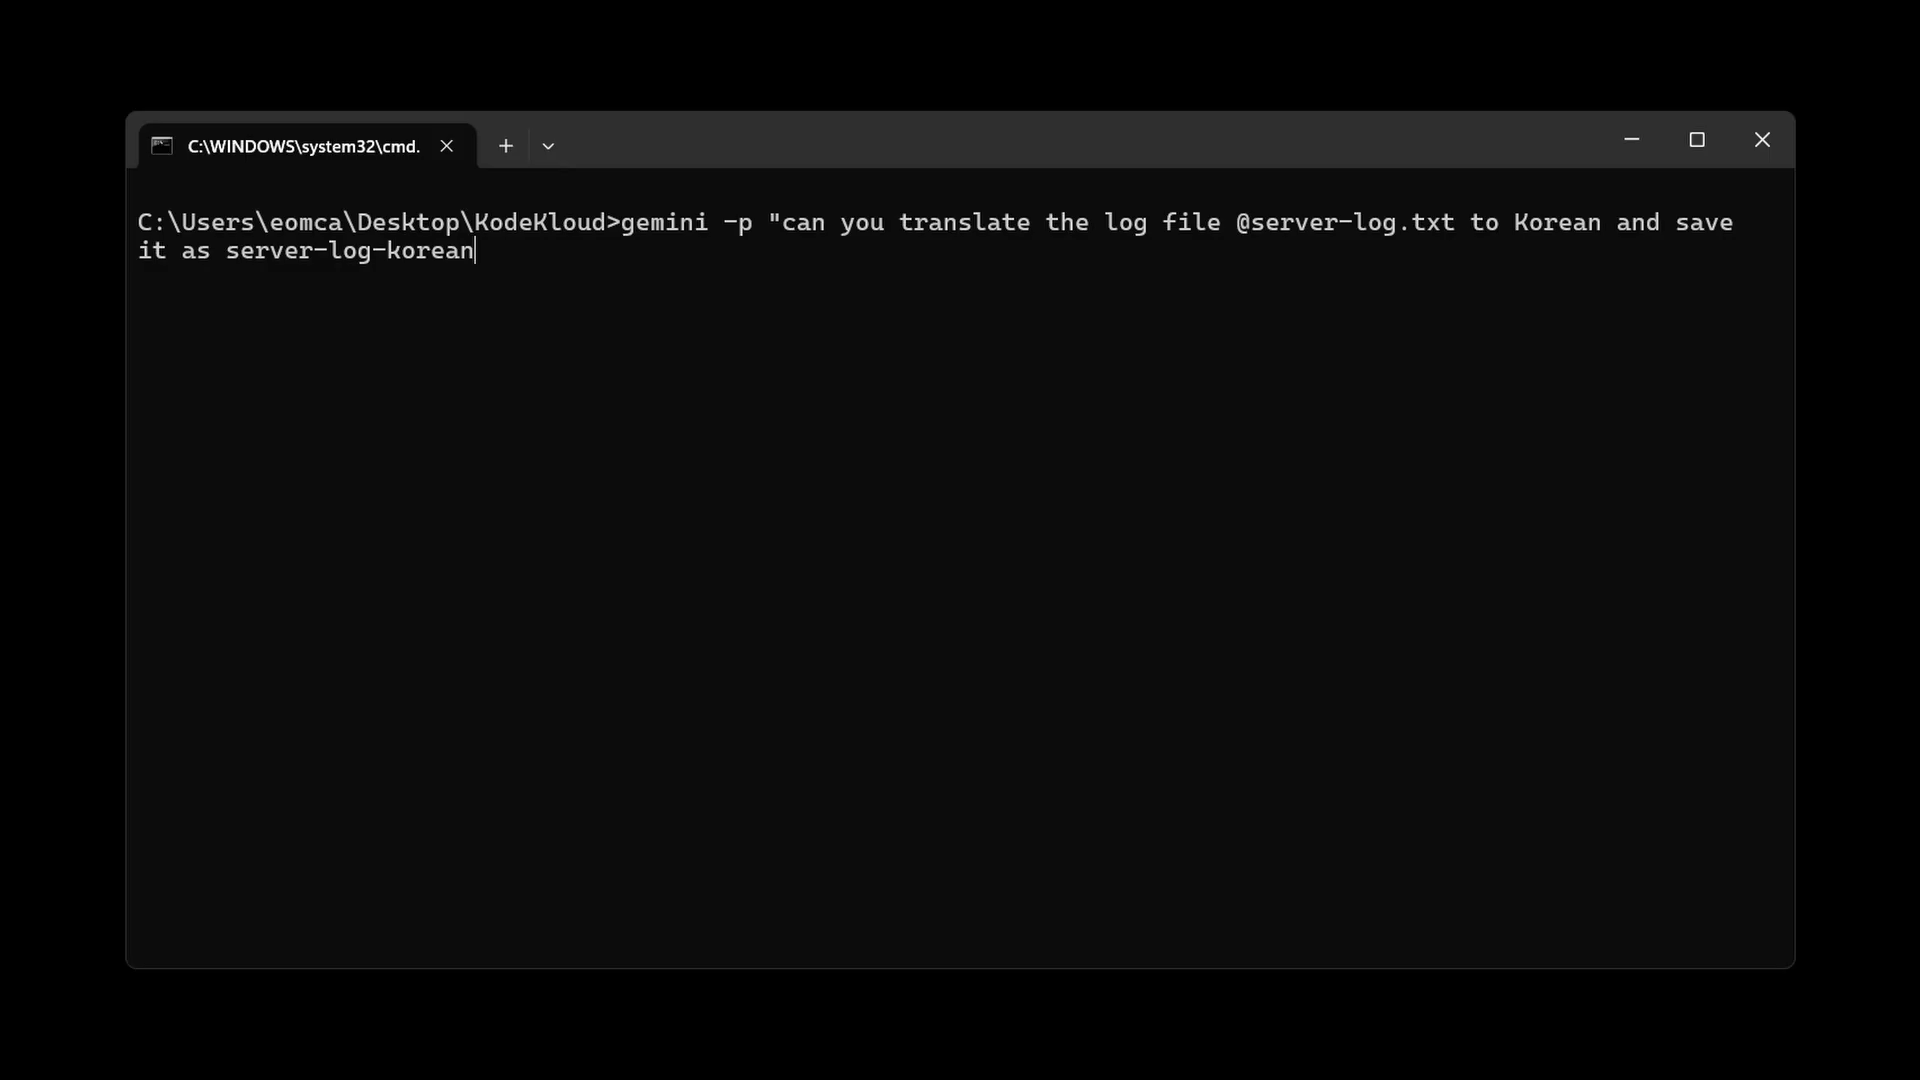 C:\WINDOWS\system32\cmd.
C:\Users\eomca\Desktop\KodeKloud>gemini -p "can you translate the log file @server-log.txt to Korean and save
it as server-log-korean